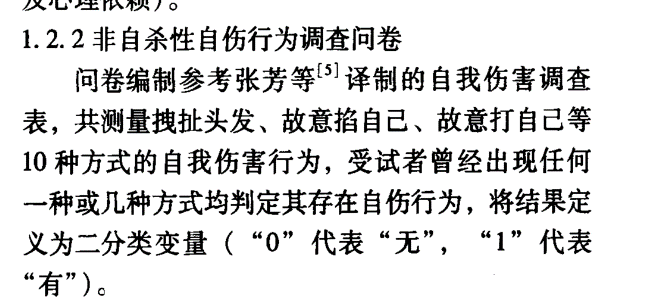 及心理依赖)。
1.2.2 非自杀性自伤行为调查问卷
问卷编制参考张芳等[5]译制的自我伤害调查
表，共测量拽扯头发、故意掐自己、故意打自己等
10 种方式的自我伤害行为，受试者曾经出现任何
一种或几种方式均判定其存在自伤行为，将结果定
义为二分类变量（“0”代表“无”，“1”代表
“有”)。